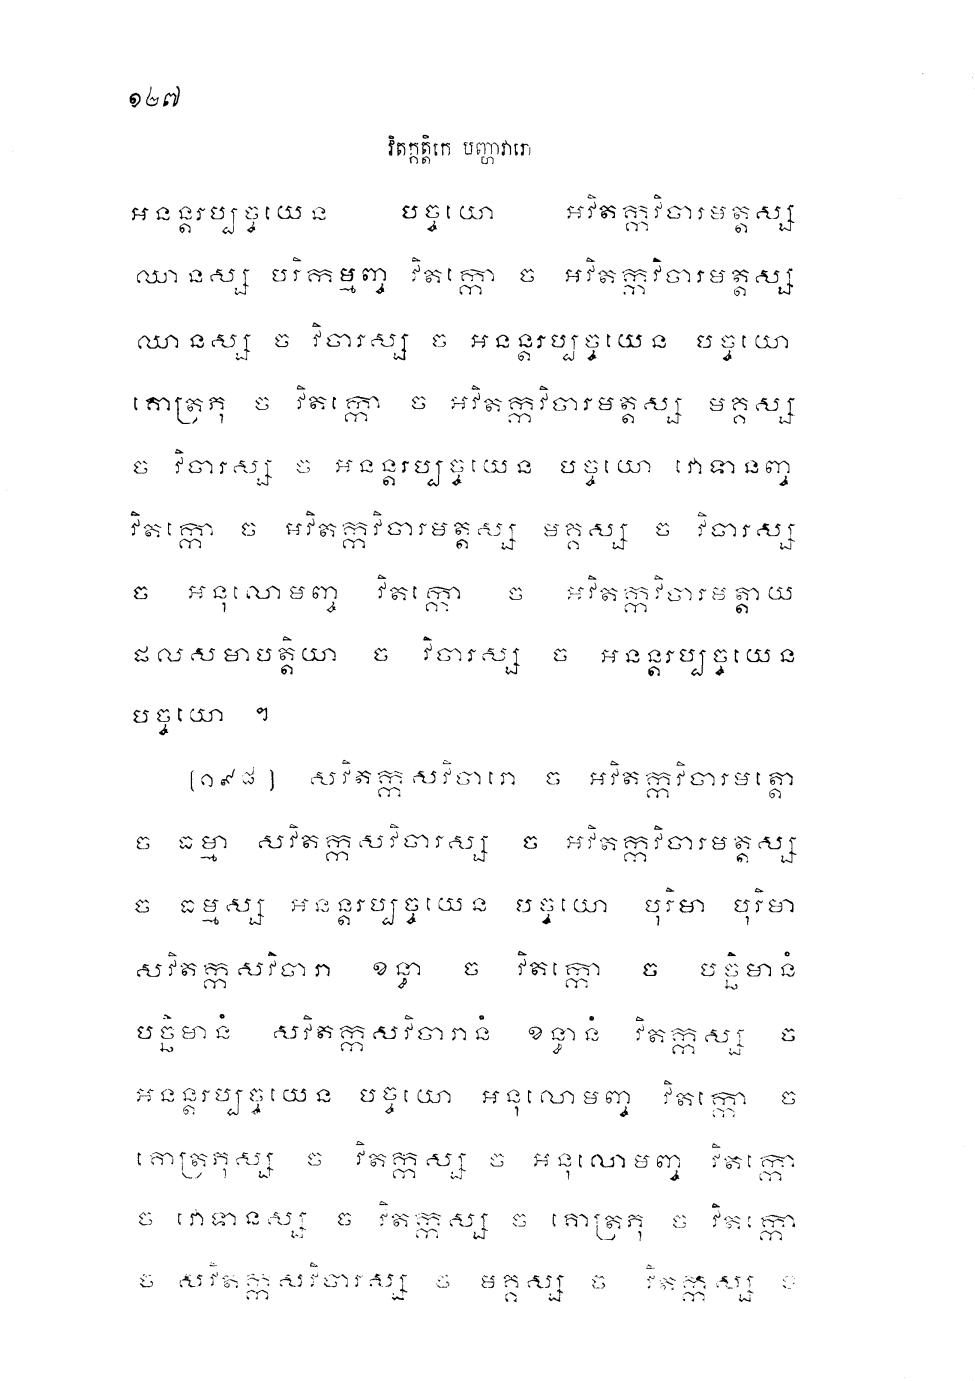 ១២៧
វិតក្កត្តិកេ បញ្ហាវារោ
អនន្តរប្បច្ចយេន បច្ចយោ អវិតក្កវិចារមត្តស្ស
ឈានស្ស បរិកម្មញ្ច វិតក្កោ ច អវិតក្កវិចារមត្តស្ស
ឈានស្ស ច វិចារស្ស ច អនន្តរប្បច្ចយេន បច្ចយោ
គោត្រភុ ច វិតក្កោ ច អវិតក្កវិចារមត្តស្ស មគ្គស្ស
ច វិចារស្ស ច អនន្តរប្បច្ចយេន បច្ចយោ វោទានញ្ច
វិតក្កោ ច អវិតក្កវិចារមត្តស្ស មគ្គស្ស ច វិចារស្ស
ច អនុលោមញ្ច វិតក្កោ ច អវិតក្កវិចារមត្តាយ
ផលសមាបត្តិយា ច វិចារស្ស ច អនន្តរប្បច្ចយេន
បច្ចយោ ។
[១៩៨] សវិតក្កសវិចារោ ច អវិតក្កវិចារមត្តោ
ច ធម្មា សវិតក្កសវិចារស្ស ច អវិតក្កវិចារមត្តស្ស
ច ធម្មស្ស អនន្តរប្បច្ចយេន បច្ចយោ បុរិមា បុរិមា
សវិតក្កសវិចារា ខន្ធា ច វិតក្កោ ច បច្ឆិមានំ
បច្ឆិមានំ សវិតក្កសវិចារានំ ខន្ធានំ វិតក្កស្ស ច
អនន្តរប្បច្ចយេន បច្ចយោ អនុលោមញ្ច វិតក្កោ ច
គោត្រភុស្ស ច វិតក្កស្ស ច អនុលោមញ្ច វិតក្កោ
ច វោទានស្ស ច វិតក្កស្ស ច គោត្រភុ ច វិតក្កោ
ច សវិតក្កសវិចារស្ស ច មគ្គស្ស ច វិតក្កស្ស ច